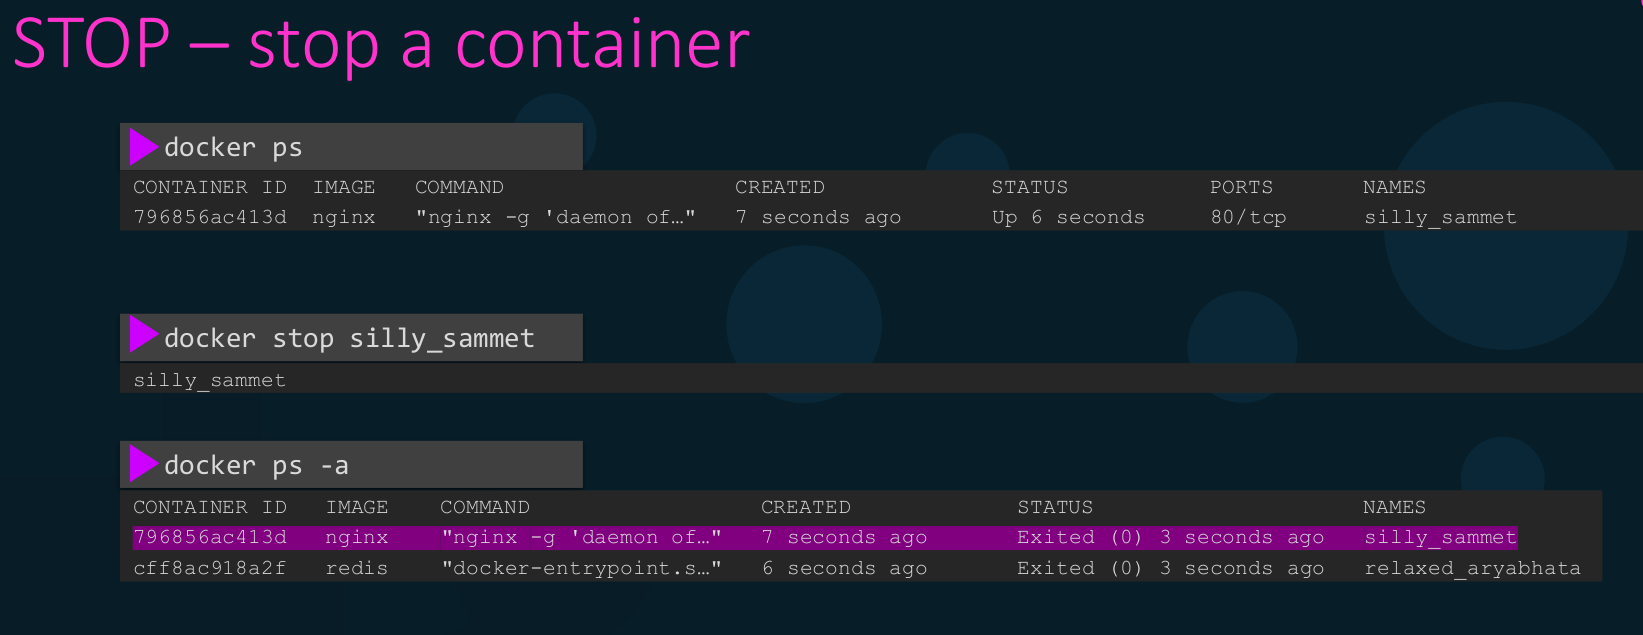 STOP – stop a container
docker ps
CONTAINER ID IMAGE COMMAND CREATED STATUS PORTS NAMES
796856ac413d nginx "nginx -g 'daemon of…" 7 seconds ago Up 6 seconds 80/tcp silly_sammet
docker stop silly_sammet
silly_sammet
docker ps -a
CONTAINER ID IMAGE COMMAND CREATED STATUS NAMES
796856ac413d nginx "nginx -g 'daemon of…" 7 seconds ago Exited (0) 3 seconds ago silly_sammet
cff8ac918a2f redis "docker-entrypoint.s…" 6 seconds ago Exited (0) 3 seconds ago relaxed_aryabhata